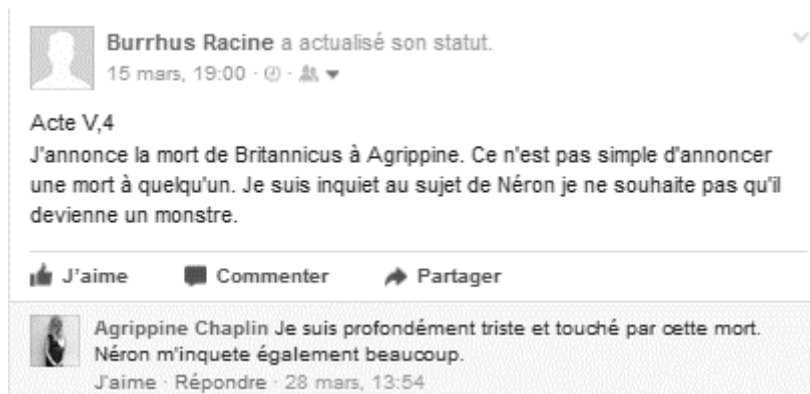 Burrhus Racine a actualisé son statut.
15 mars, 19:00
Acte V,4
J'annonce la mort de Britannicus à Agrippine. Ce n'est pas simple d'annoncer
une mort à quelqu'un. Je suis inquiet au sujet de Néron je ne souhaite pas qu'il
devienne un monstre.
J'aime Commenter Partager
Agrippine Chaplin Je suis profondément triste et touché par cette mort.
Néron m'inquete également beaucoup.
J'aime · Répondre · 28 mars, 13:54